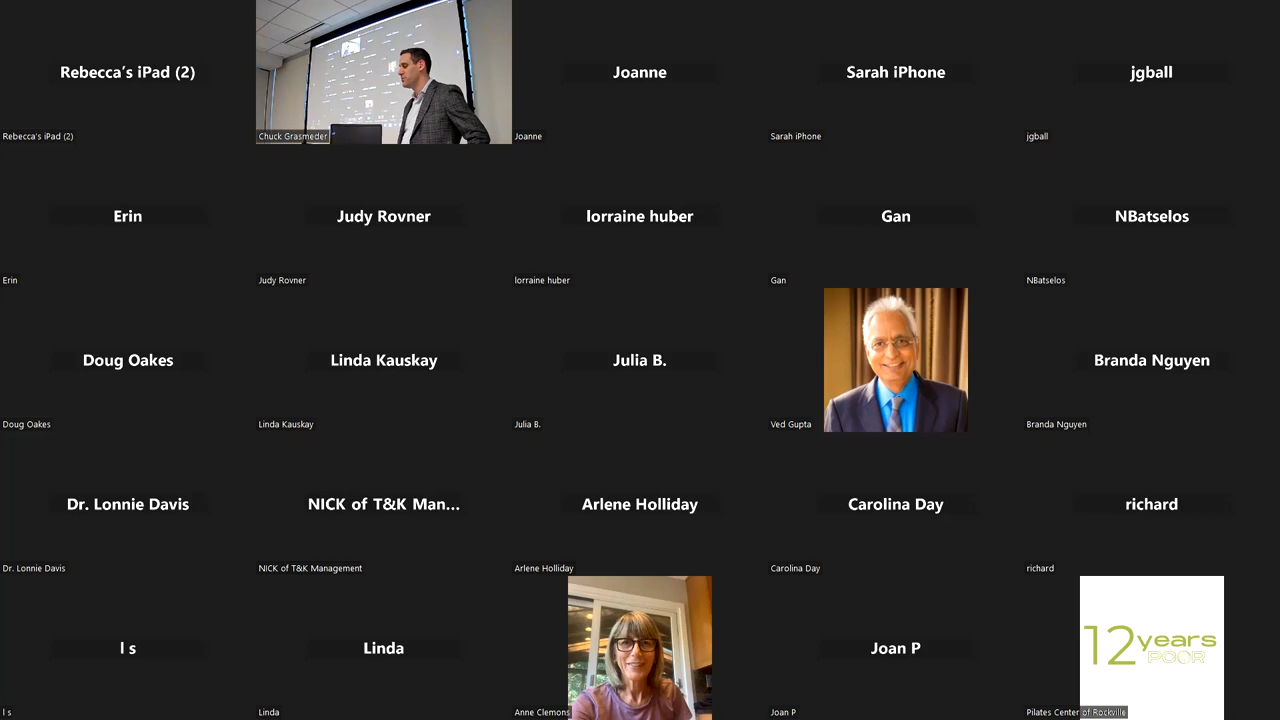 Rebecca's iPad (2)
Joanne
Sarah iPhone
jgball
Rebecca's iPad (2)
Chuck Grasmeder
Joanne
Sarah iPhone
jgball
Erin
Judy Rovner
lorraine huber
Gan
NBatselos
Erin
Judy Rovner
lorraine huber
Gan
NBatselos
Doug Oakes
Linda Kauskay
Julia B.
Branda Nguyen
Doug Oakes
Linda Kauskay
Julia B.
Ved Gupta
Branda Nguyen
Dr. Lonnie Davis
NICK of T&K Man...
Arlene Holliday
Carolina Day
richard
Dr. Lonnie Davis
NICK of T&K Management
Arlene Holliday
Carolina Day
richard
l s
Linda
Joan P
12 years
POOR
l s
Linda
Anne Clemons
Joan P
Pilates Center of Rockville